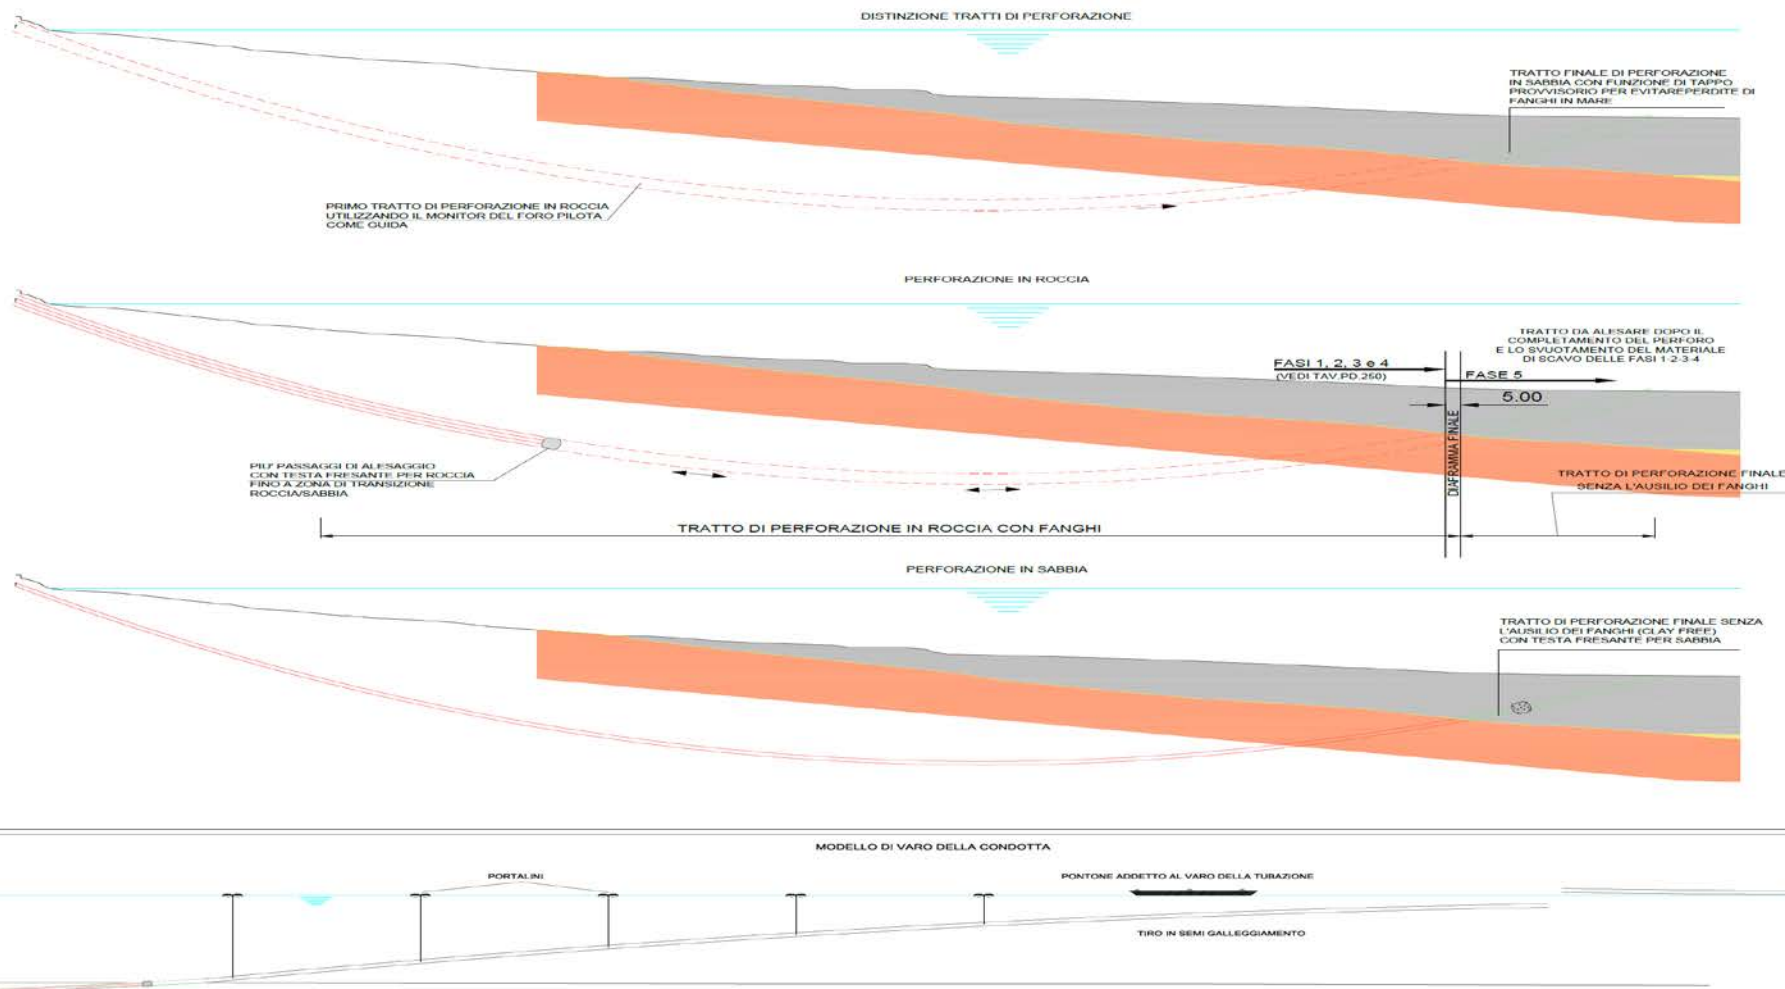 DISTINZIONE TRATTI DI PERFORAZIONE
TRATTO FINALE DI PERFORAZIONE
IN SABBIA CON FUNZIONE DI TAPPO
PROVVISORIO PER EVITAREPERDITE DI
FANGHI IN MARE
PRIMO TRATTO DI PERFORAZIONE IN ROCCIA
UTILIZZANDO IL MONITOR DEL FORO PILOTA
COME GUIDA
PERFORAZIONE IN ROCCIA
TRATTO DA ALESARE DOPO IL
COMPLETAMENTO DEL PERFORO
E LO SVUOTAMENTO DEL MATERIALE
DI SCAVO DELLE FASI 1-2-3-4
FASI 1, 2, 3 e 4
(VEDI TAV.PD.250)
FASE 5
5.00
DIAFRAMMA FINALE
PIU' PASSAGGI DI ALESAGGIO
CON TESTA FRESANTE PER ROCCIA
FINO A ZONA DI TRANSIZIONE
ROCCIA/SABBIA
TRATTO DI PERFORAZIONE FINALE
SENZA L'AUSILIO DEI FANGHI
TRATTO DI PERFORAZIONE IN ROCCIA CON FANGHI
PERFORAZIONE IN SABBIA
TRATTO DI PERFORAZIONE FINALE SENZA
L'AUSILIO DEI FANGHI (CLAY FREE)
CON TESTA FRESANTE PER SABBIA
MODELLO DI VARO DELLA CONDOTTA
PORTALINI
PONTONE ADDETTO AL VARO DELLA TUBAZIONE
TIRO IN SEMI GALLEGGIAMENTO